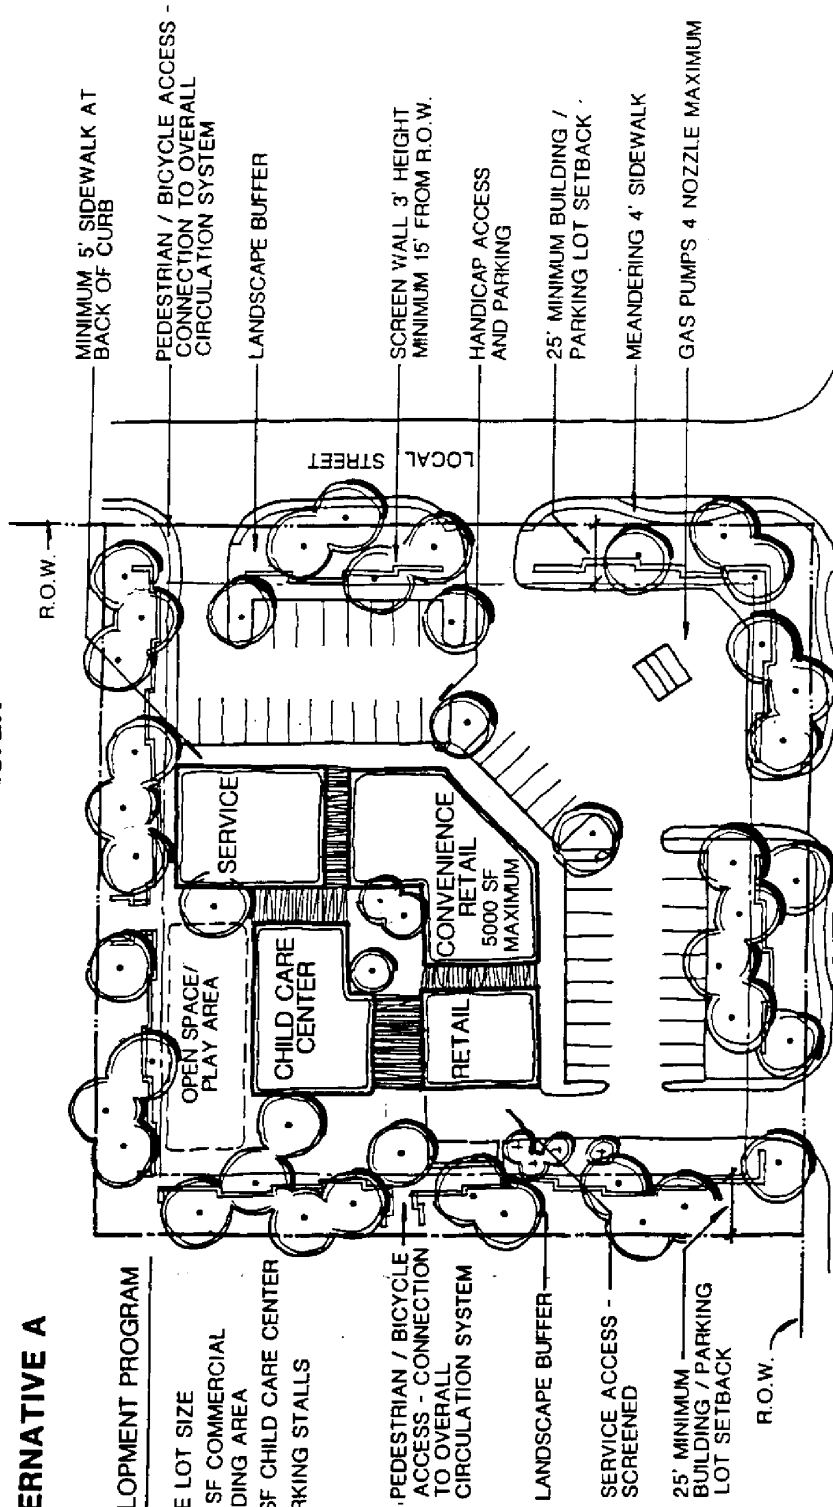 ERNATIVE A
LOPMENT PROGRAM
E LOT SIZE
SF COMMERCIAL
DING AREA
SF CHILD CARE CENTER
RKING STALLS
PEDESTRIAN / BICYCLE
ACCESS - CONNECTION
TO OVERALL
CIRCULATION SYSTEM
LANDSCAPE BUFFER
SERVICE ACCESS -
SCREENED
25' MINIMUM
BUILDING / PARKING
LOT SETBACK
R.O.W.
OPEN SPACE/
PLAY AREA
CHILD CARE
CENTER
RETAIL
SERVICE
CONVENIENCE
RETAIL
5000 SF
MAXIMUM
R.O.W.
LOCAL STREET
MINIMUM 5' SIDEWALK AT
BACK OF CURB
PEDESTRIAN / BICYCLE ACCESS -
CONNECTION TO OVERALL
CIRCULATION SYSTEM
LANDSCAPE BUFFER
SCREEN WALL 3' HEIGHT
MINIMUM 15' FROM R.O.W.
HANDICAP ACCESS
AND PARKING
25' MINIMUM BUILDING /
PARKING LOT SETBACK
MEANDERING 4' SIDEWALK
GAS PUMPS 4 NOZZLE MAXIMUM